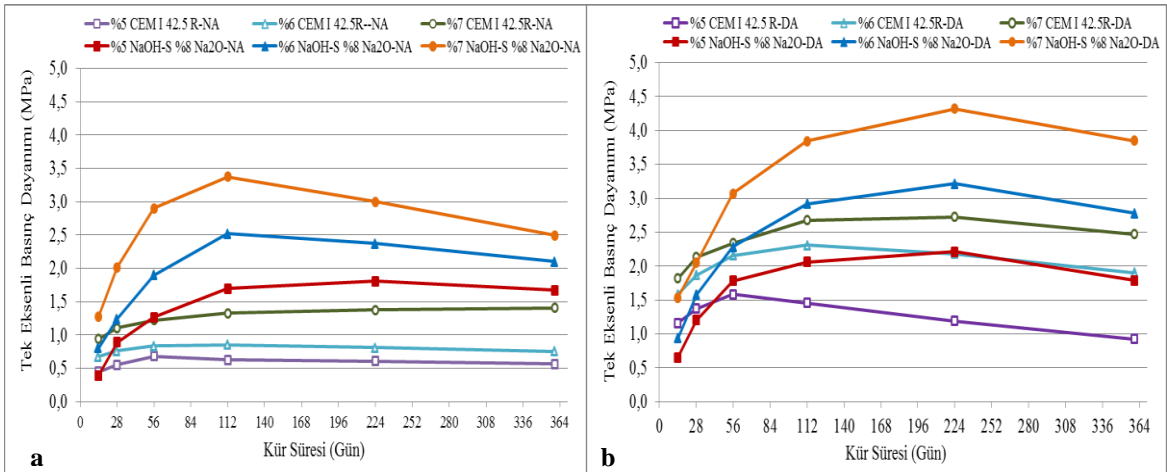 %5 CEM I 42.5 R-NA %6 CEM I 42.5R--NA %7 CEM I 42.5R-NA
%5 NaOH-S %8 Na2O-NA %6 NaOH-S %8 Na2O-NA %7 NaOH-S %8 Na2O-NA
Tek Eksenli Basınç Dayanımı (MPa)
5,0
4,5
4,0
3,5
3,0
2,5
2,0
1,5
1,0
0,5
0,0
0 28 56 84 112 140 168 196 224 252 280 308 336 364
Kür Süresi (Gün)
a
%5 CEM I 42.5 R-DA %6 CEM I 42.5R-DA %7 CEM I 42.5R-DA
%5 NaOH-S %8 Na2O-DA %6 NaOH-S %8 Na2O-DA %7 NaOH-S %8 Na2O-DA
Tek Eksenli Basınç Dayanımı (MPa)
5,0
4,5
4,0
3,5
3,0
2,5
2,0
1,5
1,0
0,5
0,0
0 28 56 84 112 140 168 196 224 252 280 308 336 364
Kür Süresi (Gün)
b